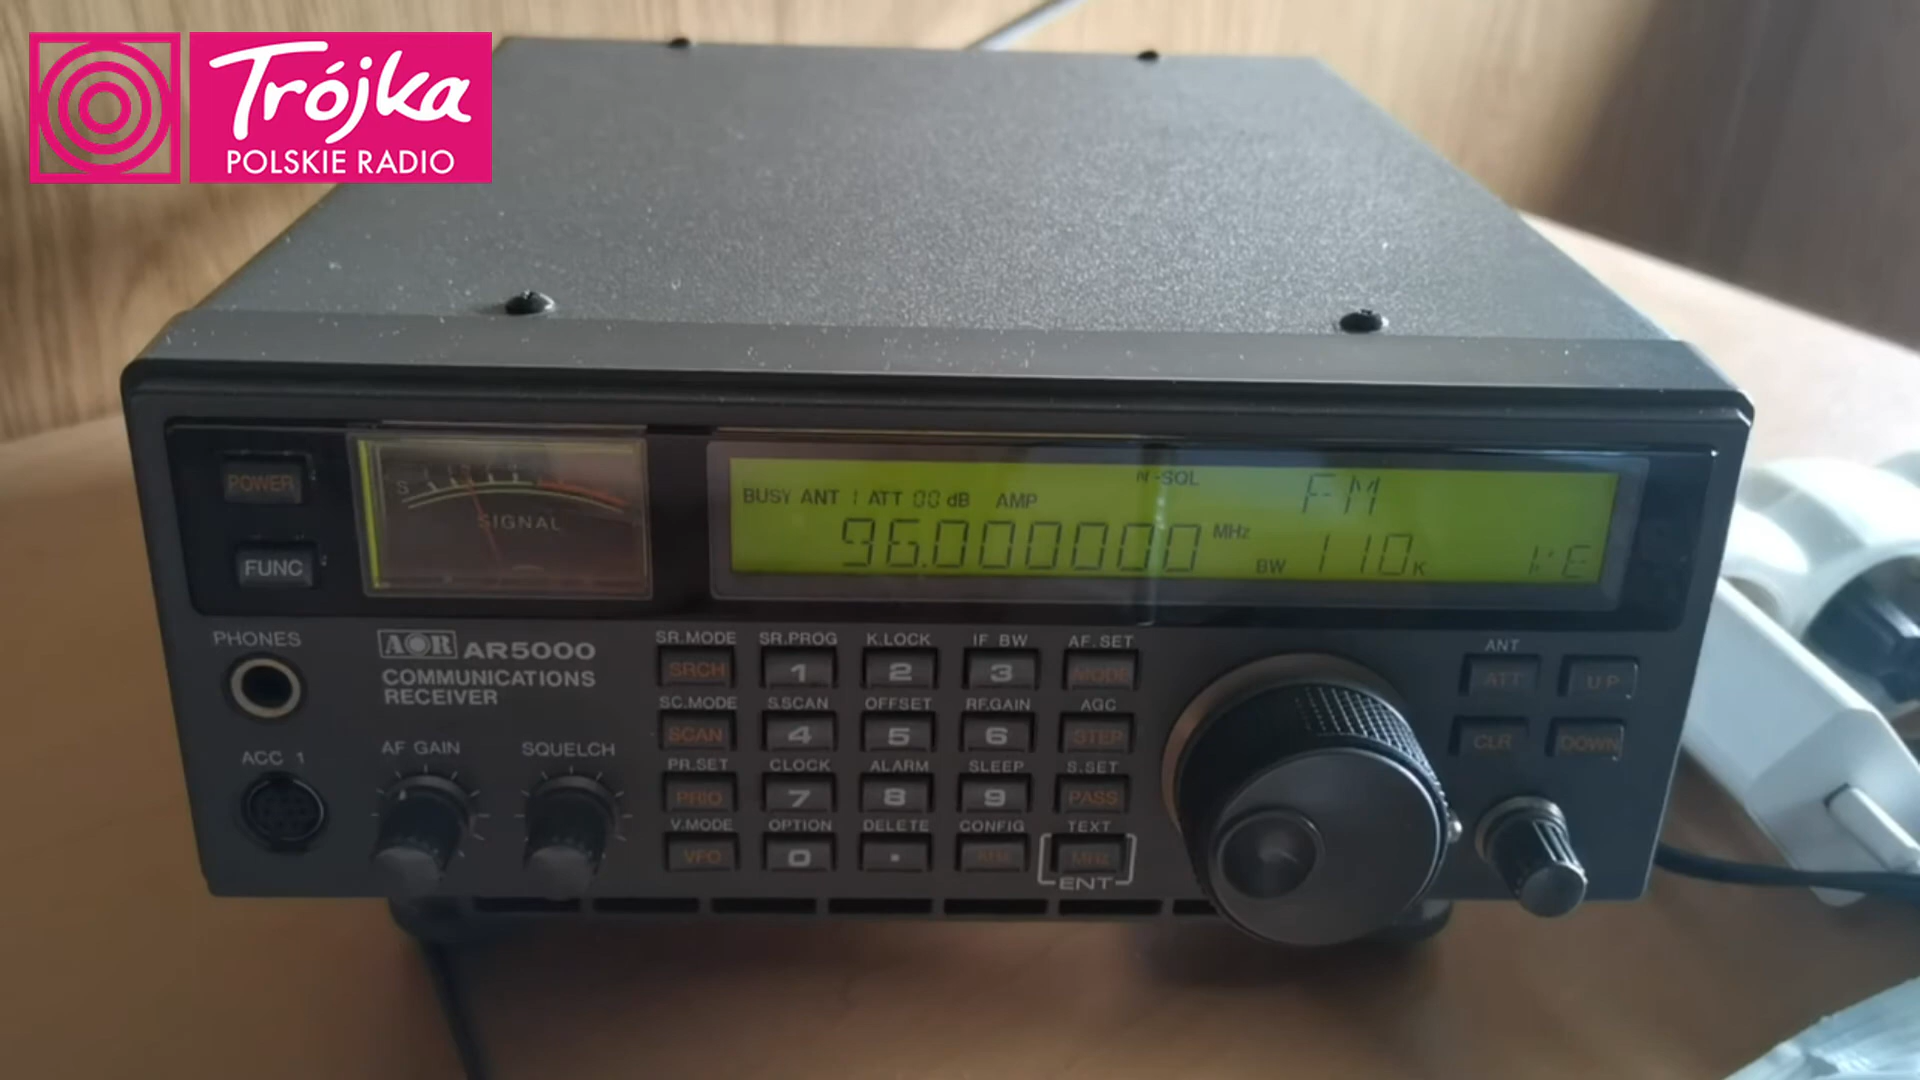 Trójka
POLSKIE RADIO
POWER
FUNC
S
SIGNAL
BUSY ANT 1 ATT 00 dB AMP
-SQL
FM
96.000000 MHz
BW 110K
PHONES
AOR AR5000
COMMUNICATIONS
RECEIVER
ACC 1
AF GAIN
SQUELCH
SR.MODE SR.PROG K.LOCK IF BW AF.SET
SRCH 1 2 3 MODE
SC.MODE S.SCAN OFFSET RF.GAIN AGC
SCAN 4 5 6 STEP
PR.SET CLOCK ALARM SLEEP S.SET
PRIO 7 8 9 PASS
V.MODE OPTION DELETE CONFIG TEXT
VFO 0 . MHz
ENT
ANT
ATT UP
CLR DOWN